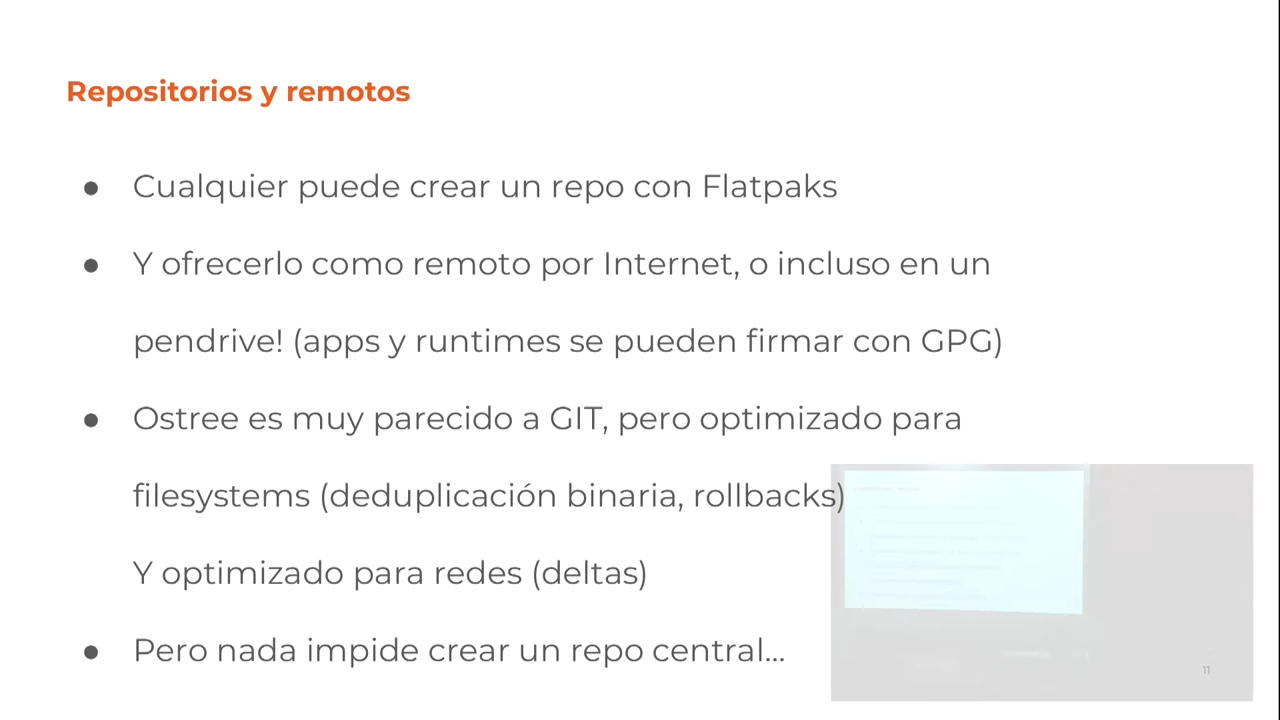 Repositorios y remotos
● Cualquier puede crear un repo con Flatpaks
● Y ofrecerlo como remoto por Internet, o incluso en un
pendrive! (apps y runtimes se pueden firmar con GPG)
● Ostree es muy parecido a GIT, pero optimizado para
filesystems (deduplicación binaria, rollbacks)
Y optimizado para redes (deltas)
● Pero nada impide crear un repo central...
11